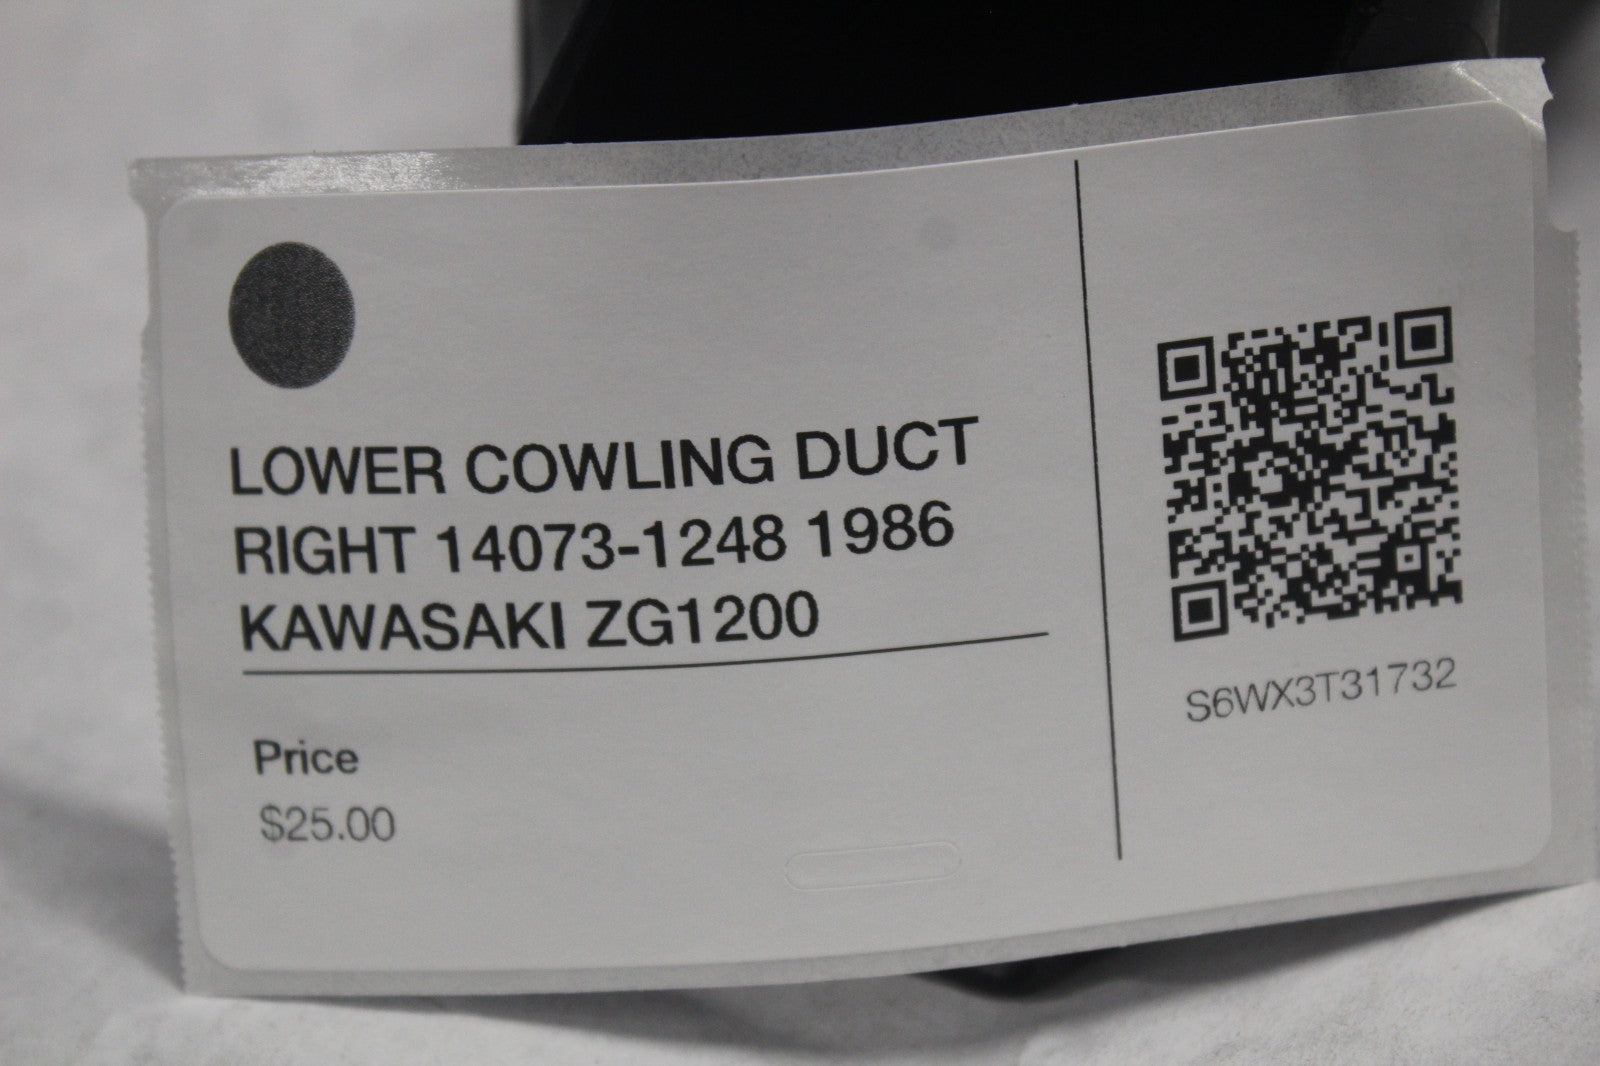 LOWER COWLING DUCT
RIGHT 14073-1248 1986
KAWASAKI ZG1200
Price
$25.00
S6WX3T31732